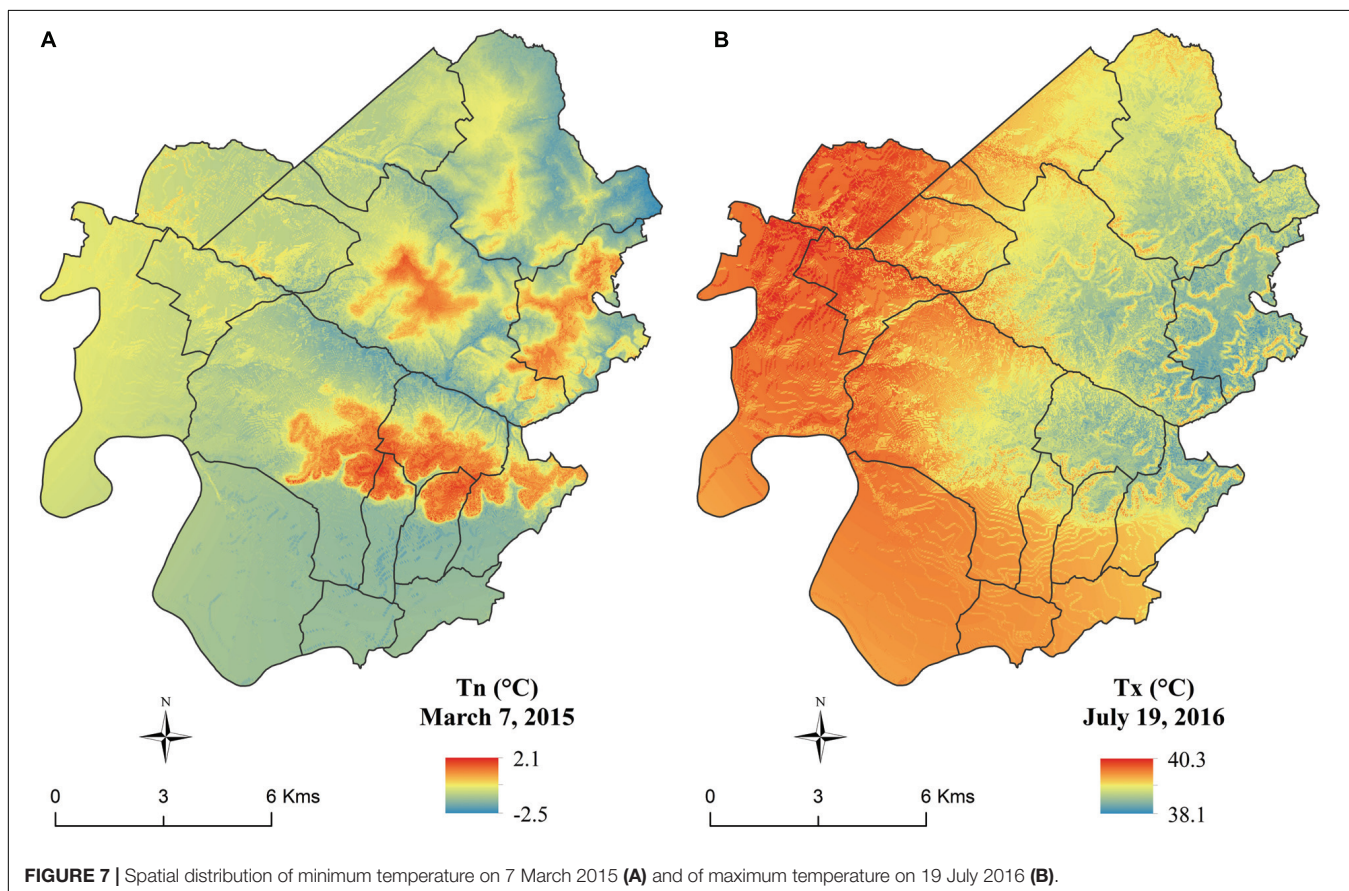 A
B
Tn (°C)
March 7, 2015
N
2.1
-2.5
0 3 6 Kms
Tx (°C)
July 19, 2016
N
40.3
38.1
0 3 6 Kms
FIGURE 7 | Spatial distribution of minimum temperature on 7 March 2015 (A) and of maximum temperature on 19 July 2016 (B).